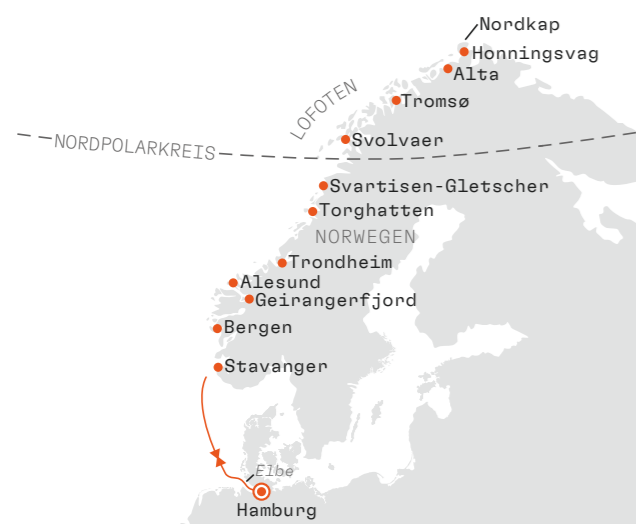 Nordkap
Honningsvag
Alta
LOFOTEN
Tromsø
NORDPOLARKREIS
Svolvaer
Svartisen-Gletscher
Torghatten
NORWEGEN
Trondheim
Alesund
Geirangerfjord
Bergen
Stavanger
Elbe
Hamburg